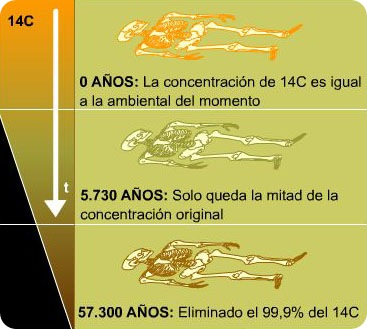 14C
0 AÑOS: La concentración de 14C es igual
a la ambiental del momento
t
5.730 AÑOS: Solo queda la mitad de la
concentración original
57.300 AÑOS: Eliminado el 99,9% del 14C